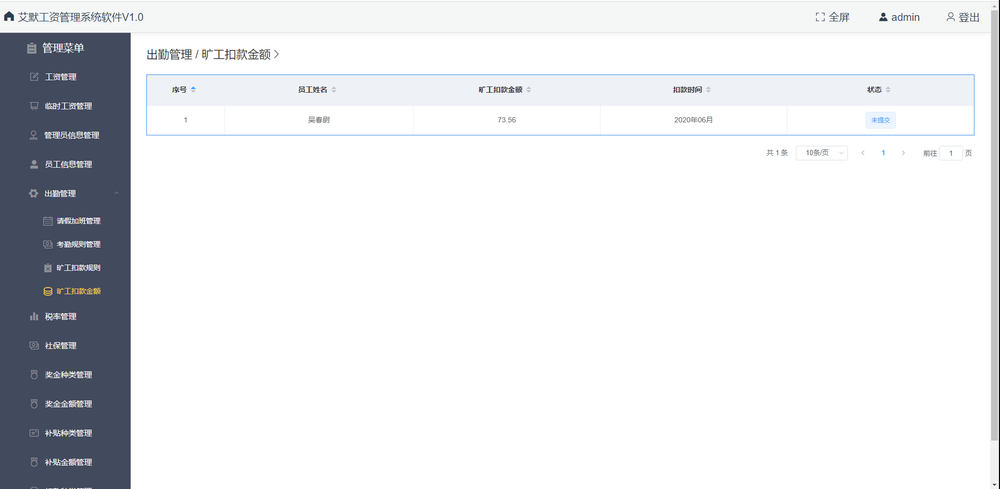 艾默工资管理系统软件V1.0
全屏
admin
登出
管理菜单
工资管理
临时工资管理
管理员信息管理
员工信息管理
出勤管理
请假加班管理
考勤规则管理
旷工扣款规则
旷工扣款金额
税率管理
社保管理
奖金种类管理
奖金金额管理
补贴种类管理
补贴金额管理
出勤管理 / 旷工扣款金额
序号 员工姓名 旷工扣款金额 扣款时间 状态
1 吴春尉 73.56 2020年06月 未提交
共 1 条 10条/页 1 前往 1 页